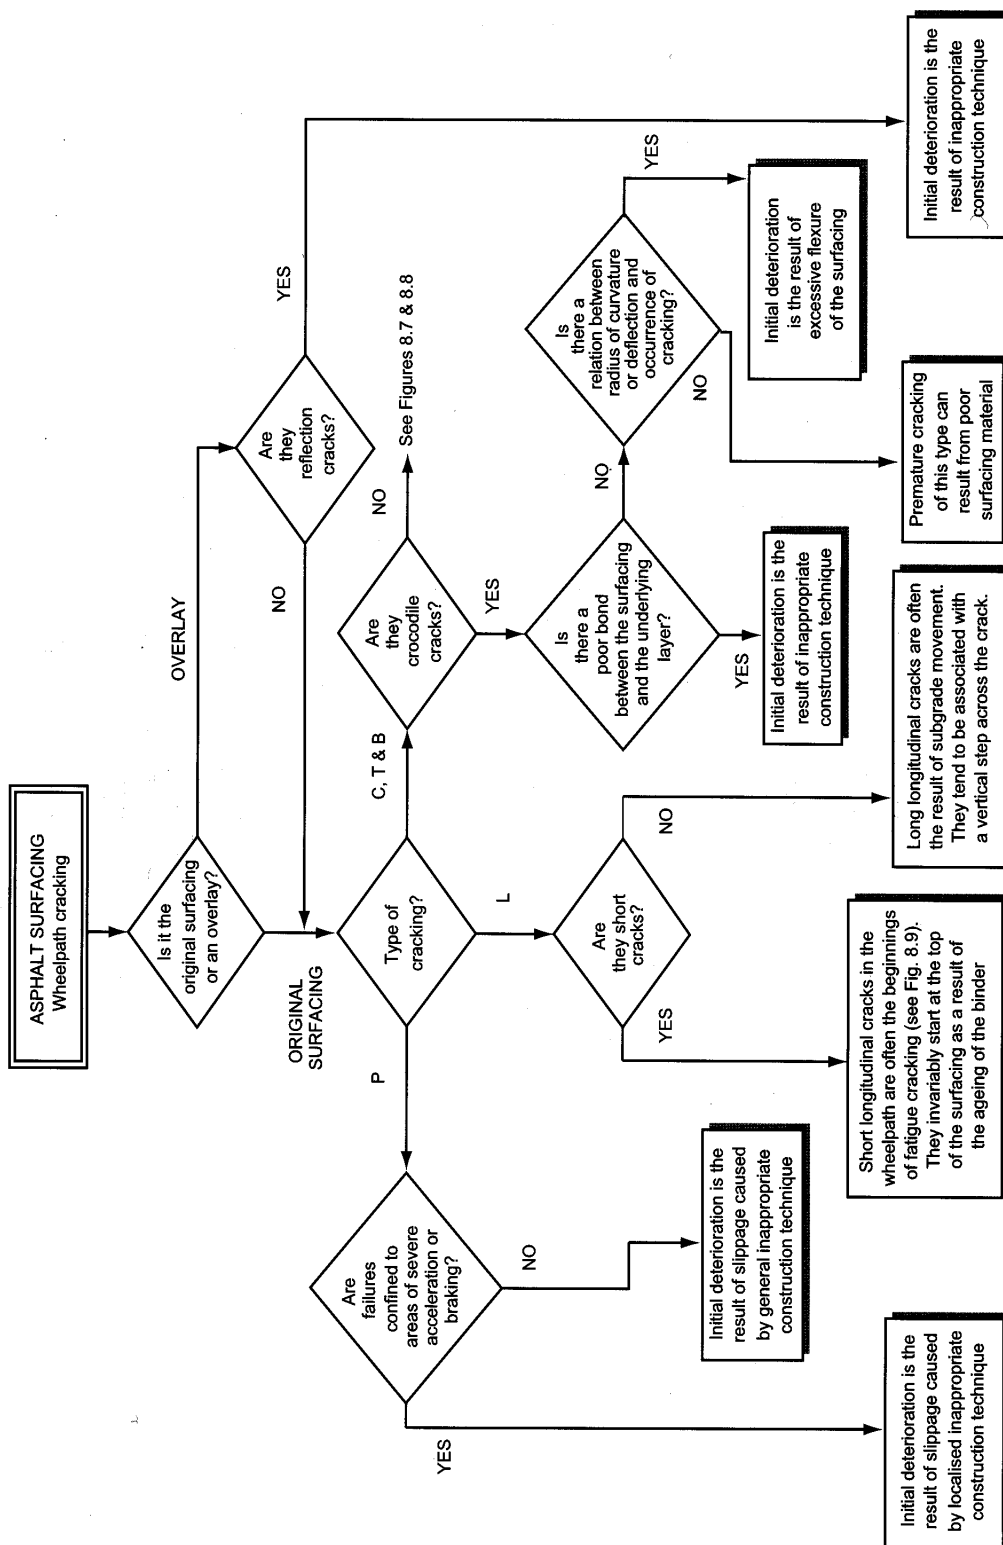 ASPHALT SURFACING
Wheelpath cracking
Is it the
original surfacing
or an overlay?
OVERLAY
Are
they
reflection
cracks?
YES
NO
ORIGINAL
SURFACING
Type of
cracking?
P
C, T & B
L
Are
they
crocodile
cracks?
NO
See Figures 8.7 & 8.8
YES
Are
failures
confined to
areas of severe
acceleration or
braking?
YES
NO
Are
they short
cracks?
YES
NO
Is
there a
poor bond
between the surfacing
and the underlying
layer?
NO
YES
Is
there a
relation between
radius of curvature
or deflection and
occurrence of
cracking?
YES
NO
Initial deterioration is the
result of slippage caused
by general inappropriate
construction technique
Initial deterioration is the
result of inappropriate
construction technique
Initial deterioration
is the result of
excessive flexure
of the surfacing
Initial deterioration is the
result of slippage caused
by localised inappropriate
construction technique
Short longitudinal cracks in the
wheelpath are often the beginnings
of fatigue cracking (see Fig. 8.9).
They invariably start at the top
of the surfacing as a result of
the ageing of the binder
Long longitudinal cracks are often
the result of subgrade movement.
They tend to be associated with
a vertical step across the crack.
Premature cracking
of this type can
result from poor
surfacing material
Initial deterioration is the
result of inappropriate
construction technique